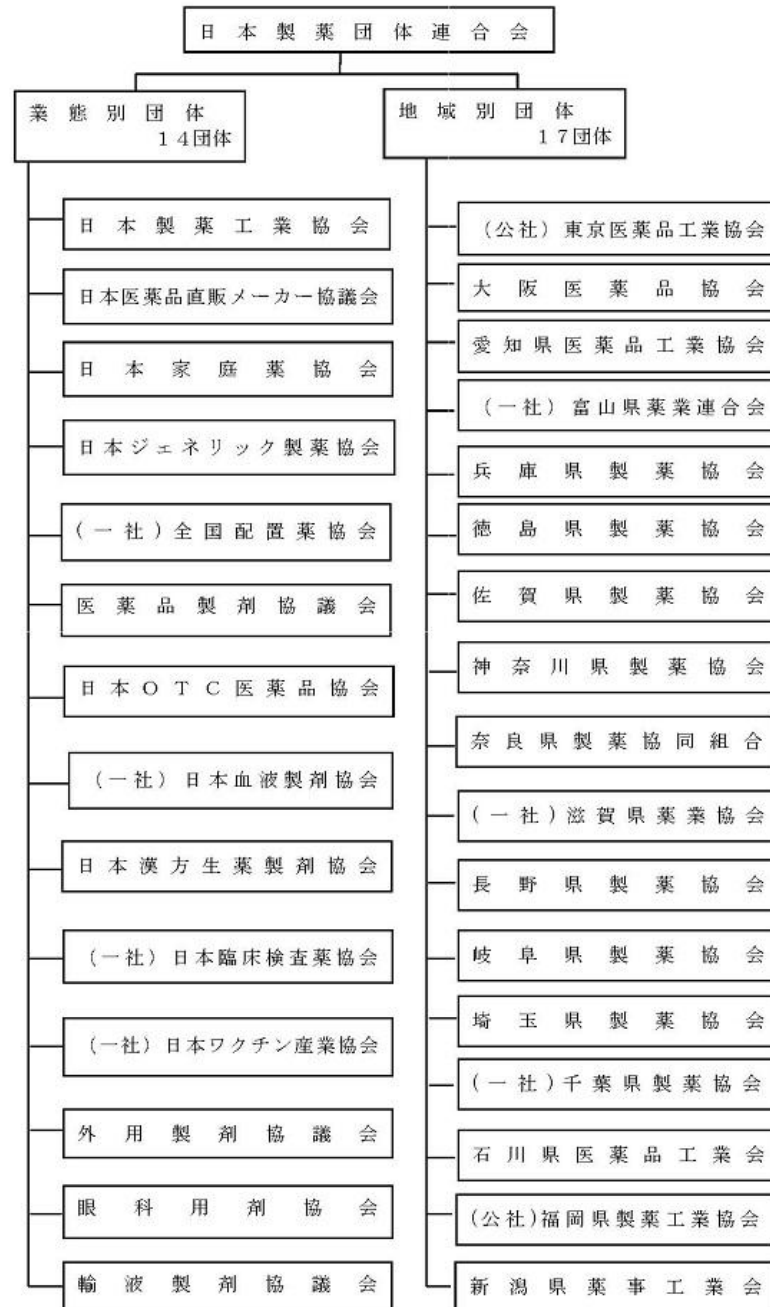 日本製薬団体連合会
業態別団体
14団体
日本製薬工業協会
日本医薬品直販メーカー協議会
日本家庭薬協会
日本ジェネリック製薬協会
(一社)全国配置薬協会
医薬品製剤協議会
日本OTC医薬品協会
(一社)日本血液製剤協会
日本漢方生薬製剤協会
(一社)日本臨床検査薬協会
(一社)日本ワクチン産業協会
外用製剤協議会
眼科用剤協会
輸液製剤協議会
地域別団体
17団体
(公社)東京医薬品工業協会
大阪医薬品協会
愛知県医薬品工業協会
(一社)富山県薬業連合会
兵庫県製薬協会
徳島県製薬協会
佐賀県製薬協会
神奈川県製薬協会
奈良県製薬協同組合
(一社)滋賀県薬業協会
長野県製薬協会
岐阜県製薬協会
埼玉県製薬協会
(一社)千葉県製薬協会
石川県医薬品工業会
(公社)福岡県製薬工業協会
新潟県薬事工業会